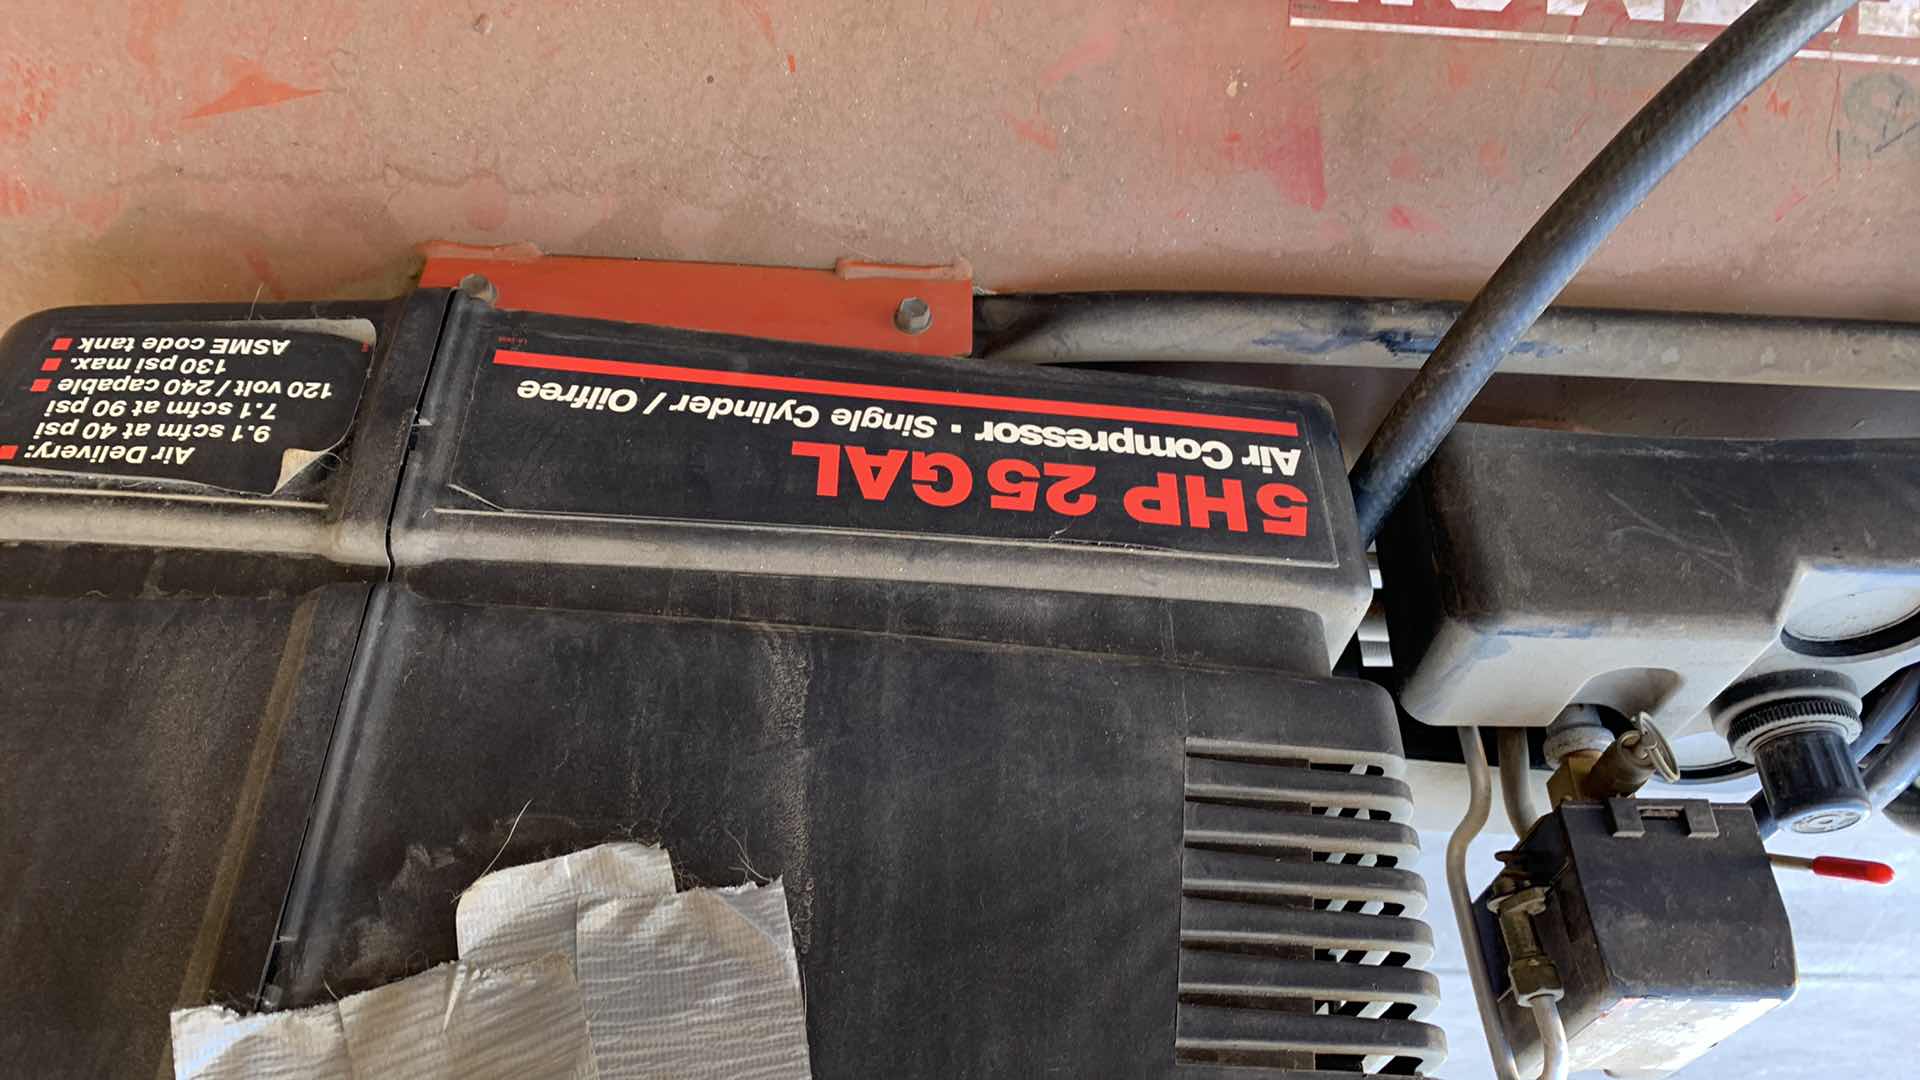 5HP 25 GAL
Air Compressor · Single Cylinder / Oilfree
■ Air Delivery:
9.1 scfm at 40 psi
7.1 scfm at 90 psi
■ 120 volt / 240 capable
■ 130 psi max.
■ ASME code tank